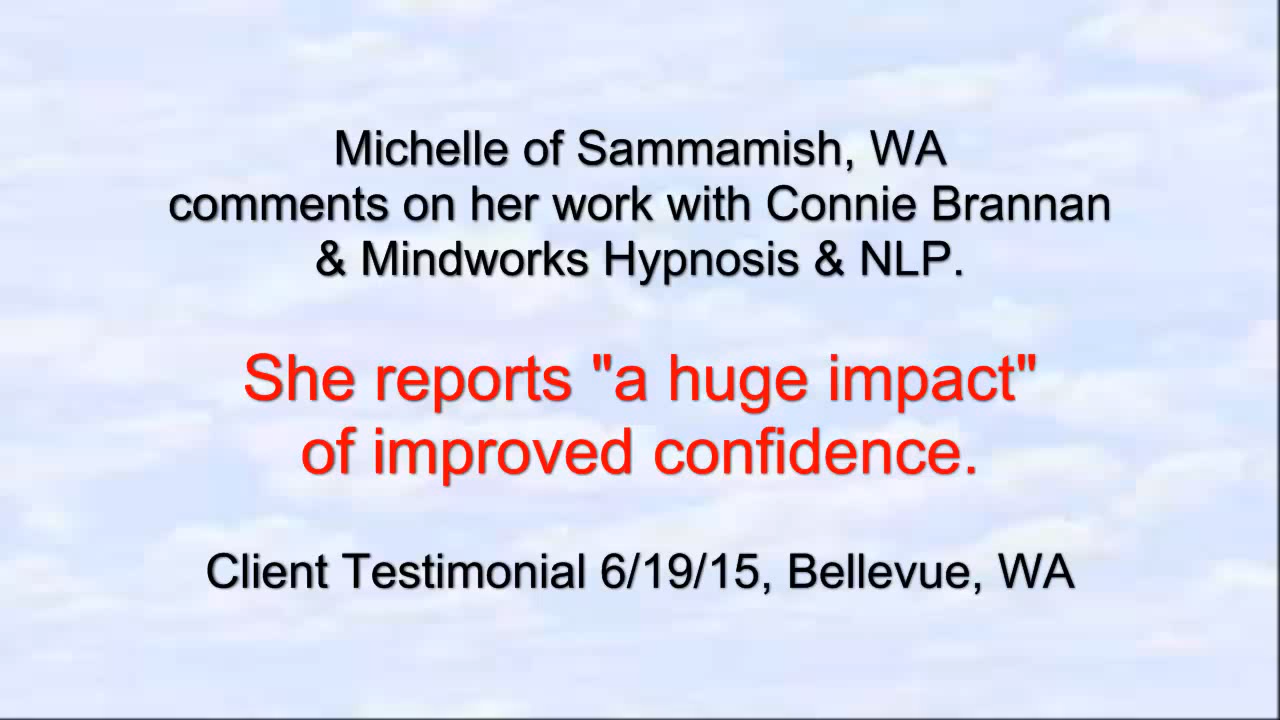 Michelle of Sammamish, WA
comments on her work with Connie Brannan
& Mindworks Hypnosis & NLP.
She reports "a huge impact"
of improved confidence.
Client Testimonial 6/19/15, Bellevue, WA